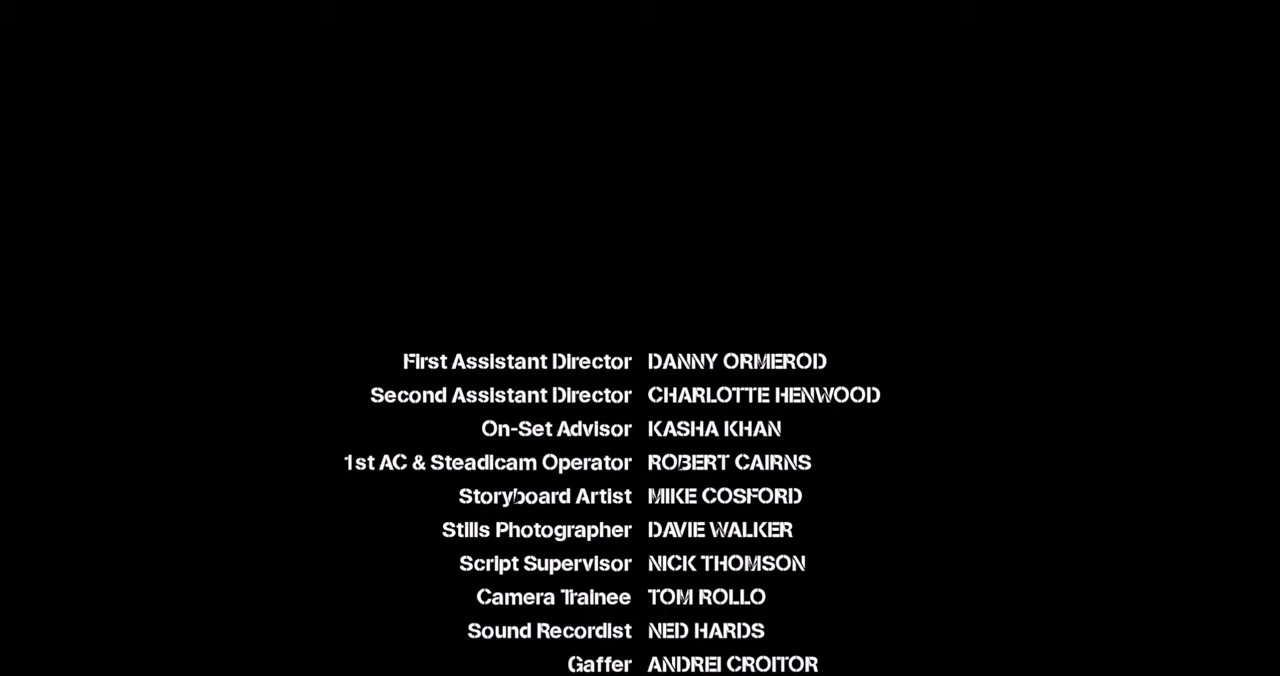 First Assistant Director DANNY ORMEROD
Second Assistant Director CHARLOTTE HENWOOD
On-Set Advisor KASHA KHAN
1st AC & Steadicam Operator ROBERT CAIRNS
Storyboard Artist MIKE COSFORD
Stills Photographer DAVIE WALKER
Script Supervisor NICK THOMSON
Camera Trainee TOM ROLLO
Sound Recordist NED HARDS
Gaffer ANDREI CROITOR